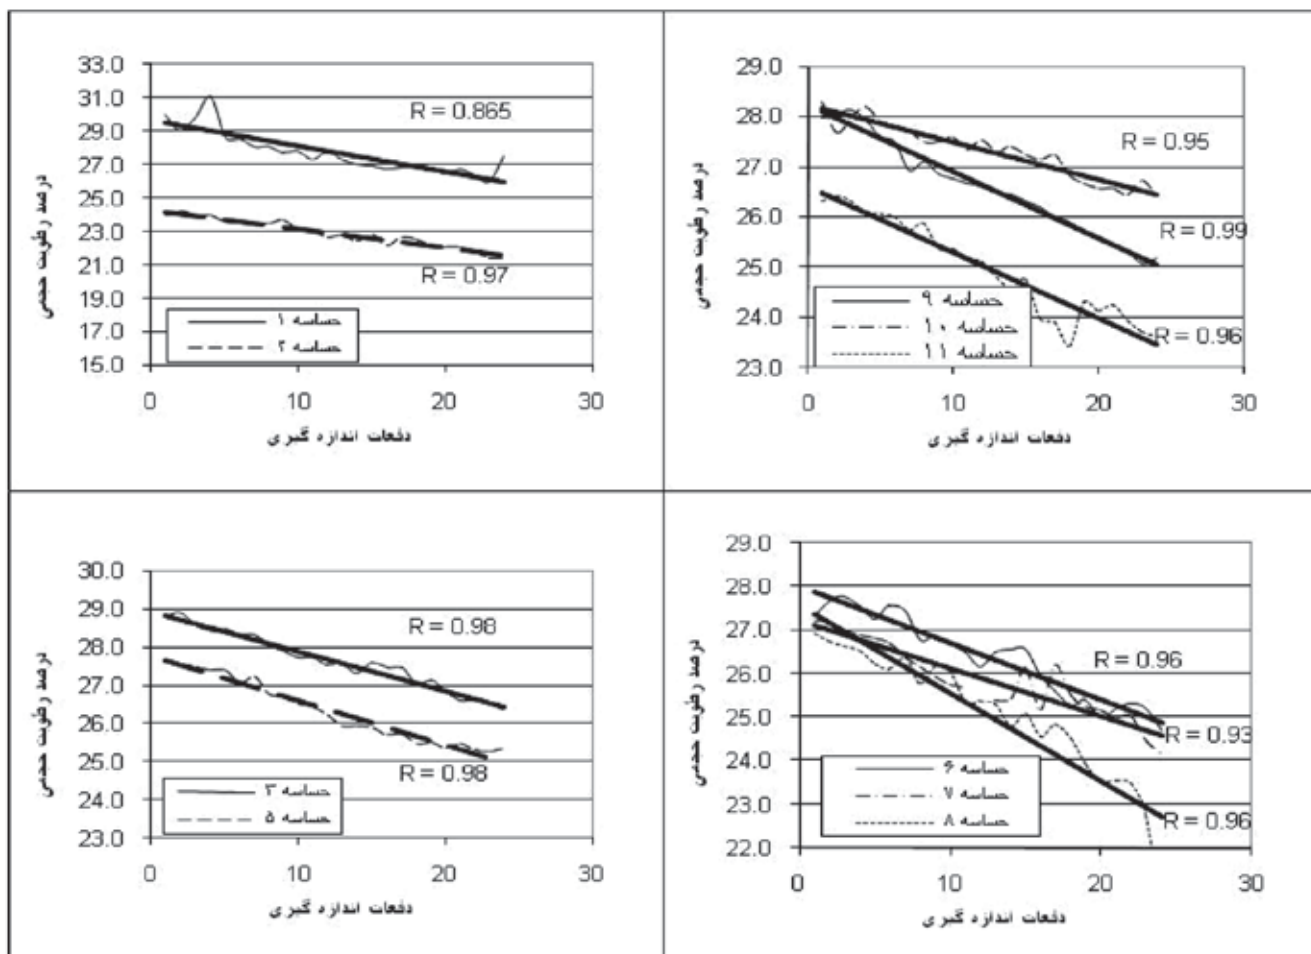 33.0
31.0
29.0
27.0
25.0
23.0
21.0
19.0
17.0
15.0
R = 0.865
R = 0.97
حساسه ۱
حساسه ۲
0 10 20 30
دفعات اندازه گیری
درصد رطوبت حجمی
29.0
28.0
27.0
26.0
25.0
24.0
23.0
R = 0.95
R = 0.99
R = 0.96
حساسه ۹
حساسه ۱۰
حساسه ۱۱
0 10 20 30
دفعات اندازه گیری
درصد رطوبت حجمی
30.0
29.0
28.0
27.0
26.0
25.0
24.0
23.0
R = 0.98
R = 0.98
حساسه ۳
حساسه ۵
0 10 20 30
دفعات اندازه گیری
درصد رطوبت حجمی
29.0
28.0
27.0
26.0
25.0
24.0
23.0
22.0
R = 0.96
R = 0.93
R = 0.96
حساسه ۶
حساسه ۷
حساسه ۸
0 10 20 30
دفعات اندازه گیری
درصد رطوبت حجمی